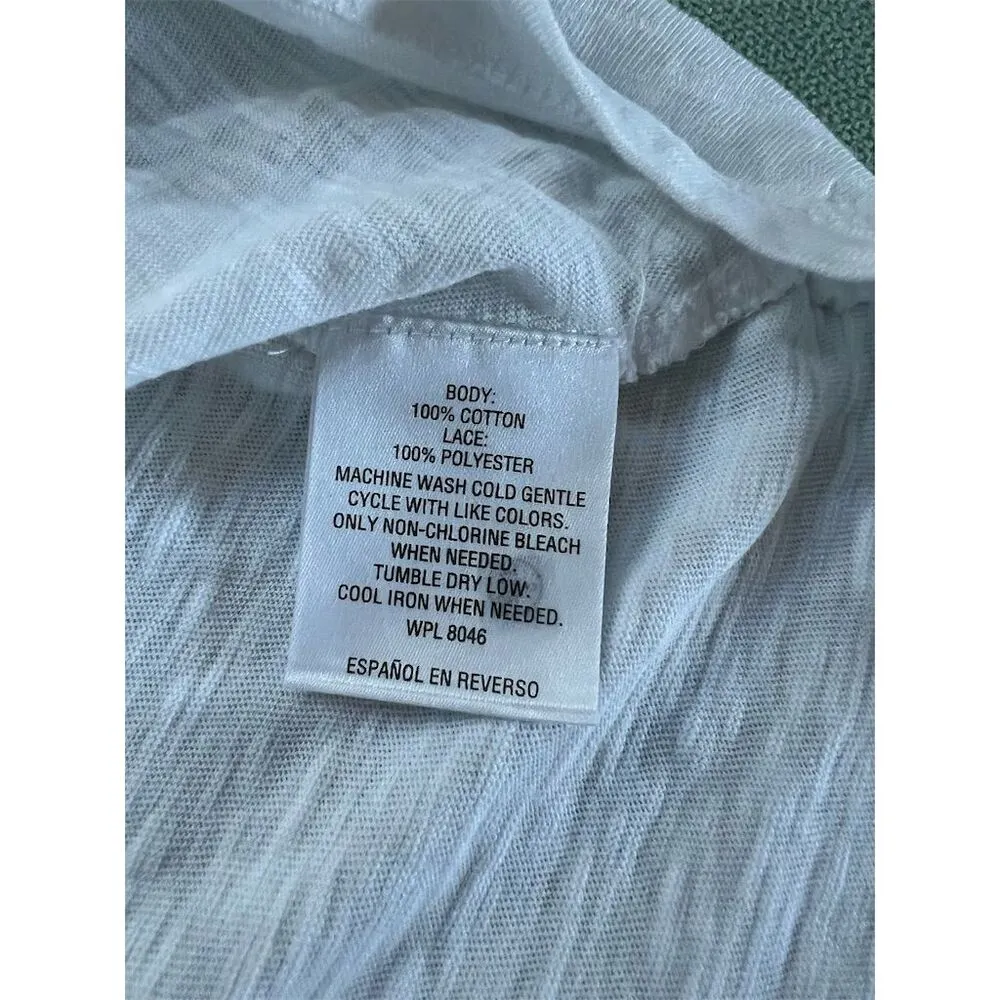 BODY:
100% COTTON
LACE:
100% POLYESTER
MACHINE WASH COLD GENTLE
CYCLE WITH LIKE COLORS.
ONLY NON-CHLORINE BLEACH
WHEN NEEDED.
TUMBLE DRY LOW.
COOL IRON WHEN NEEDED.
WPL 8046
ESPAÑOL EN REVERSO